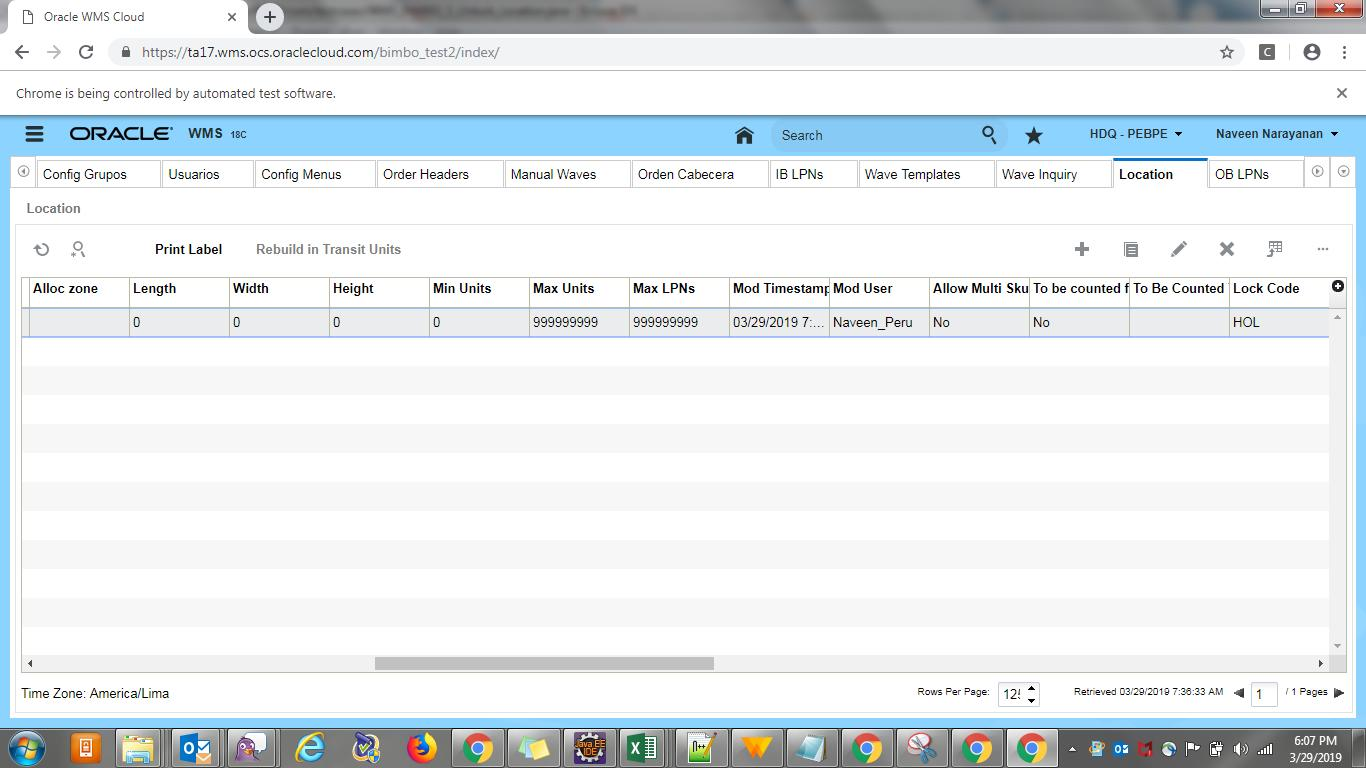 Oracle WMS Cloud
https://ta17.wms.ocs.oraclecloud.com/bimbo_test2/index/
C
Chrome is being controlled by automated test software.
ORACLE WMS 18C
Search
HDQ - PEBPE
Naveen Narayanan
Config Grupos
Usuarios
Config Menus
Order Headers
Manual Waves
Orden Cabecera
IB LPNs
Wave Templates
Wave Inquiry
Location
OB LPNs
Location
Print Label
Rebuild in Transit Units
Alloc zone Length Width Height Min Units Max Units Max LPNs Mod Timestamp Mod User Allow Multi Sku To be counted f To Be Counted Lock Code
0 0 0 0 999999999 999999999 03/29/2019 7:... Naveen_Peru No No HOL
Time Zone: America/Lima
Rows Per Page: 125
Retrieved 03/29/2019 7:36:33 AM
1 / 1 Pages
Java EE
IDE
6:07 PM
3/29/2019